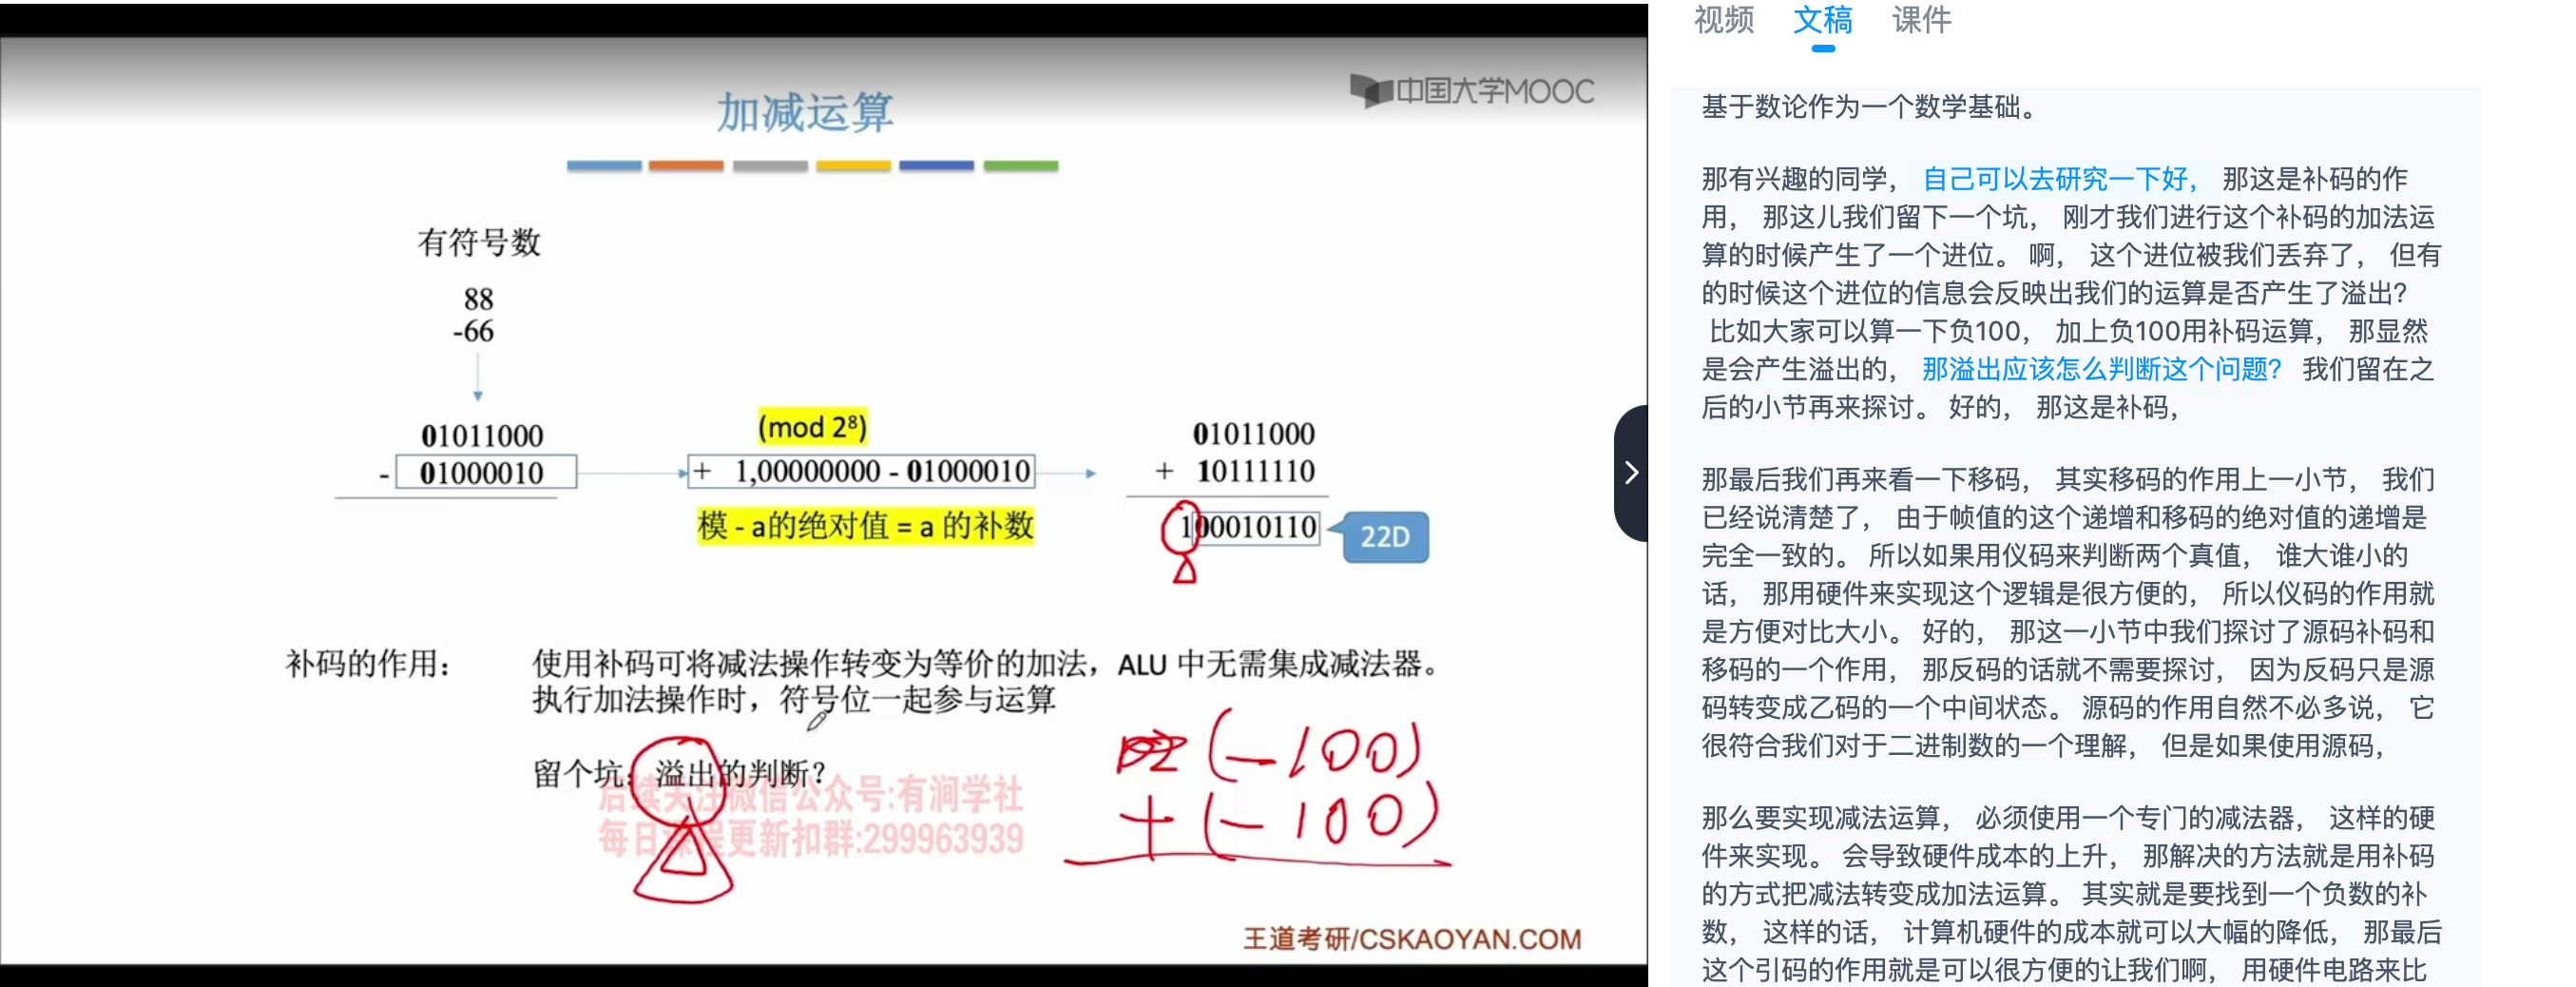 中国大学MOOC
加减运算
有符号数
88
-66
01011000
- 01000010
(mod 2⁸)
+ 1,00000000 - 01000010
模 - a的绝对值 = a 的补数
01011000
+ 10111110
100010110
22D
补码的作用：
使用补码可将减法操作转变为等价的加法，ALU 中无需集成减法器。
执行加法操作时，符号位一起参与运算
留个坑：溢出的判断？
后续关注微信公众号:有涧学社
每日课程更新扣群:299963939
(-100)
+ (-100)
王道考研/CSKAOYAN.COM
视频 文稿 课件
基于数论作为一个数学基础。
那有兴趣的同学， 自己可以去研究一下好， 那这是补码的作
用， 那这儿我们留下一个坑， 刚才我们进行这个补码的加法运
算的时候产生了一个进位。 啊， 这个进位被我们丢弃了， 但有
的时候这个进位的信息会反映出我们的运算是否产生了溢出？
比如大家可以算一下负100， 加上负100用补码运算， 那显然
是会产生溢出的， 那溢出应该怎么判断这个问题？ 我们留在之
后的小节再来探讨。 好的， 那这是补码，
那最后我们再来看一下移码， 其实移码的作用上一小节， 我们
已经说清楚了， 由于帧值的这个递增和移码的绝对值的递增是
完全一致的。 所以如果用仪码来判断两个真值， 谁大谁小的
话， 那用硬件来实现这个逻辑是很方便的， 所以仪码的作用就
是方便对比大小。 好的， 那这一小节中我们探讨了源码补码和
移码的一个作用， 那反码的话就不需要探讨， 因为反码只是源
码转变成乙码的一个中间状态。 源码的作用自然不必多说， 它
很符合我们对于二进制数的一个理解， 但是如果使用源码，
那么要实现减法运算， 必须使用一个专门的减法器， 这样的硬
件来实现。 会导致硬件成本的上升， 那解决的方法就是用补码
的方式把减法转变成加法运算。 其实就是要找到一个负数的补
数， 这样的话， 计算机硬件的成本就可以大幅的降低， 那最后
这个引码的作用就是可以很方便的让我们啊， 用硬件电路来比